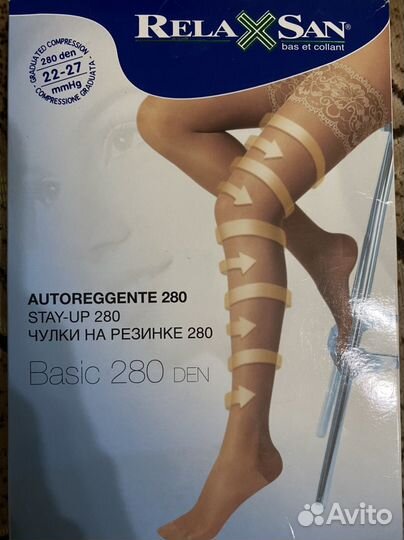 RELAXSAN®
bas et collant
GRADUATED COMPRESSION
280 den
22-27
mmHg
COMPRESSIONE GRADUATA
AUTOREGGENTE 280
STAY-UP 280
ЧУЛКИ НА РЕЗИНКЕ 280
Basic 280 DEN
Avito